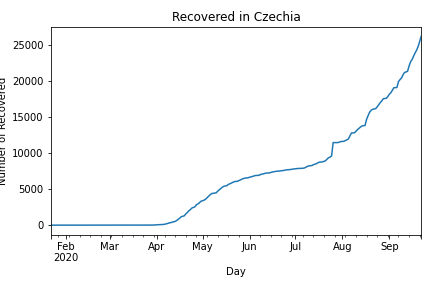 Recovered in Czechia
Number of Recovered
25000
20000
15000
10000
5000
0
Feb
2020
Mar
Apr
May
Jun
Jul
Aug
Sep
Day